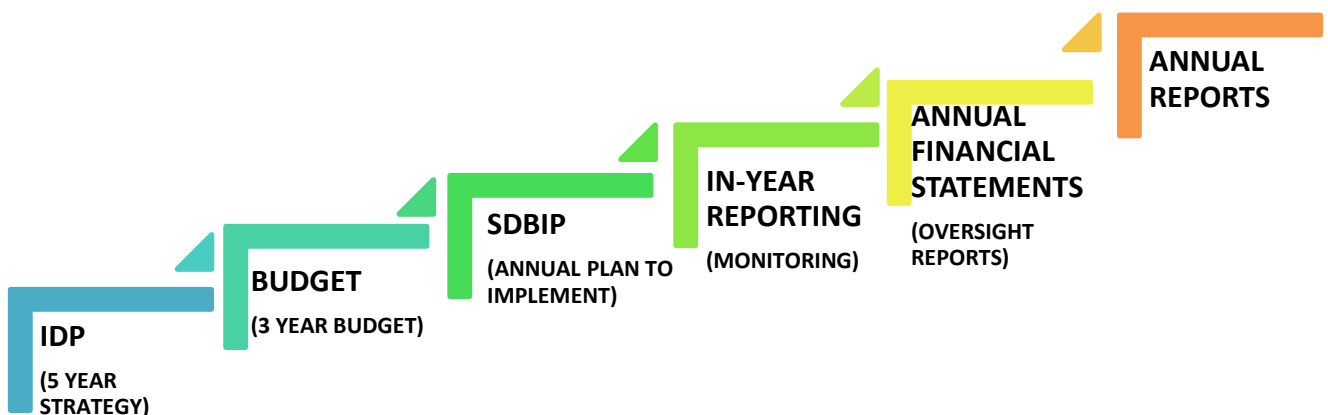 IDP
(5 YEAR
STRATEGY)
BUDGET
(3 YEAR BUDGET)
SDBIP
(ANNUAL PLAN TO
IMPLEMENT)
IN-YEAR
REPORTING
(MONITORING)
ANNUAL
FINANCIAL
STATEMENTS
(OVERSIGHT
REPORTS)
ANNUAL
REPORTS